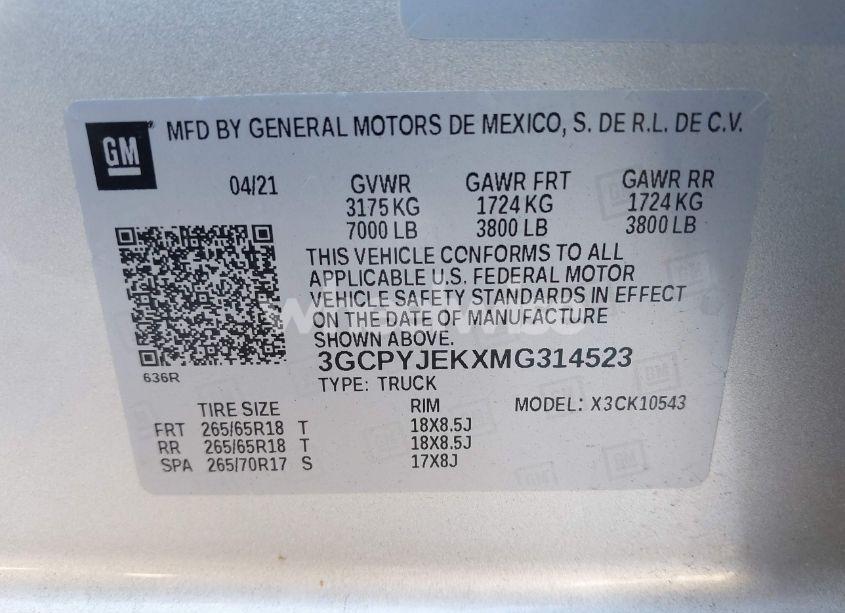 GM
MFD BY GENERAL MOTORS DE MEXICO, S. DE R.L. DE C.V.
04/21 GVWR GAWR FRT GAWR RR
3175 KG 1724 KG 1724 KG
7000 LB 3800 LB 3800 LB
THIS VEHICLE CONFORMS TO ALL
APPLICABLE U.S. FEDERAL MOTOR
VEHICLE SAFETY STANDARDS IN EFFECT
ON THE DATE OF MANUFACTURE
SHOWN ABOVE.
3GCPYJEKXMG314523
636R
TYPE: TRUCK
TIRE SIZE RIM MODEL: X3CK10543
FRT 265/65R18 T 18X8.5J
RR 265/65R18 T 18X8.5J
SPA 265/70R17 S 17X8J